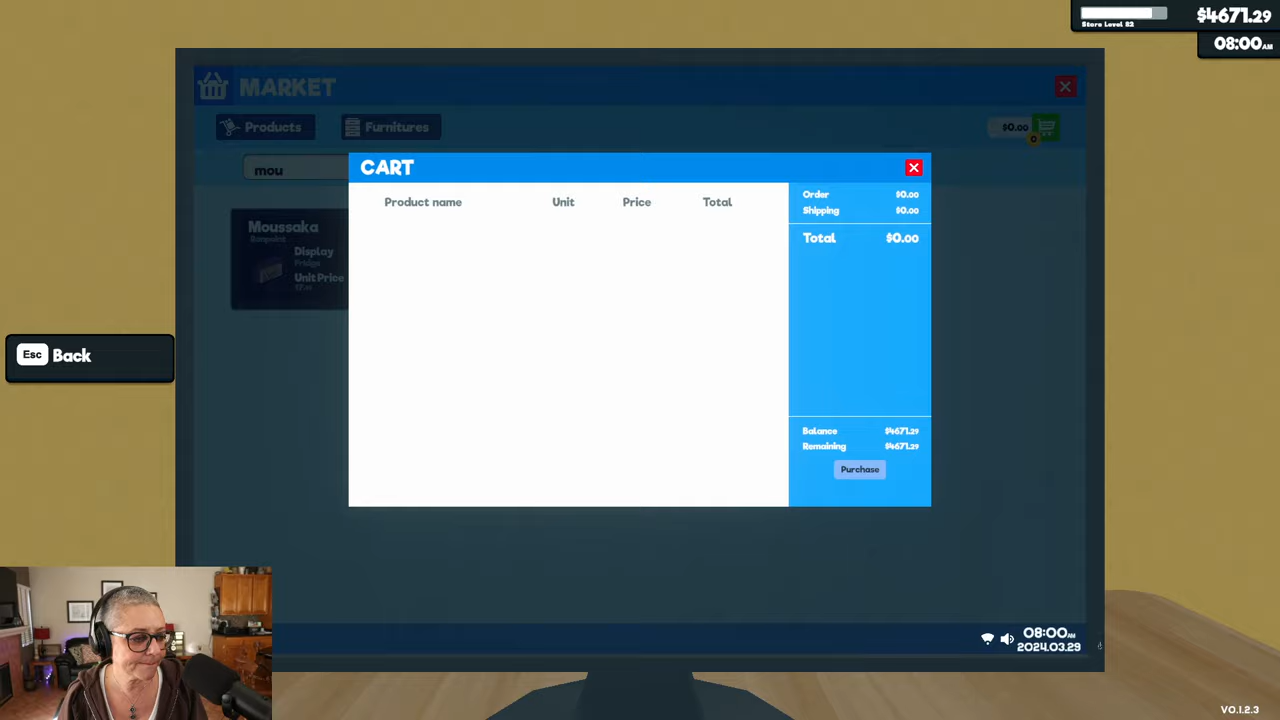 $4671.29
Store Level 82
08:00AM
MARKET
Products
Furnitures
$0.00
0
mou
CART
Product name Unit Price Total
Order $0.00
Shipping $0.00
Total $0.00
Moussaka
Display
Fridge
Unit Price
Esc Back
Balance $4671.29
Remaining $4671.29
Purchase
08:00AM
2024.03.29
V0.1.2.3